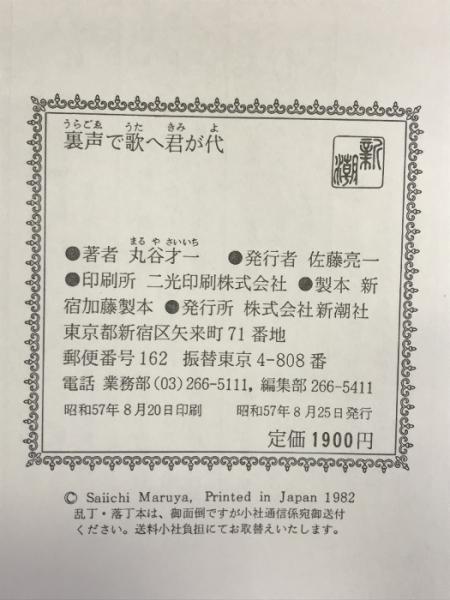 うらごゑ うた きみ よ
裏声で歌へ君が代
新潮
まる や さいいち
●著者 丸谷才一 ●発行者 佐藤亮一
●印刷所 二光印刷株式会社 ●製本 新
宿加藤製本 ●発行所 株式会社新潮社
東京都新宿区矢来町71番地
郵便番号162 振替東京4-808番
電話 業務部(03)266-5111, 編集部 266-5411
昭和57年8月20日印刷 昭和57年8月25日発行
定価1900円
© Saiichi Maruya, Printed in Japan 1982
乱丁・落丁本は、御面倒ですが小社通信係宛御送付
ください。送料小社負担にてお取替えいたします。